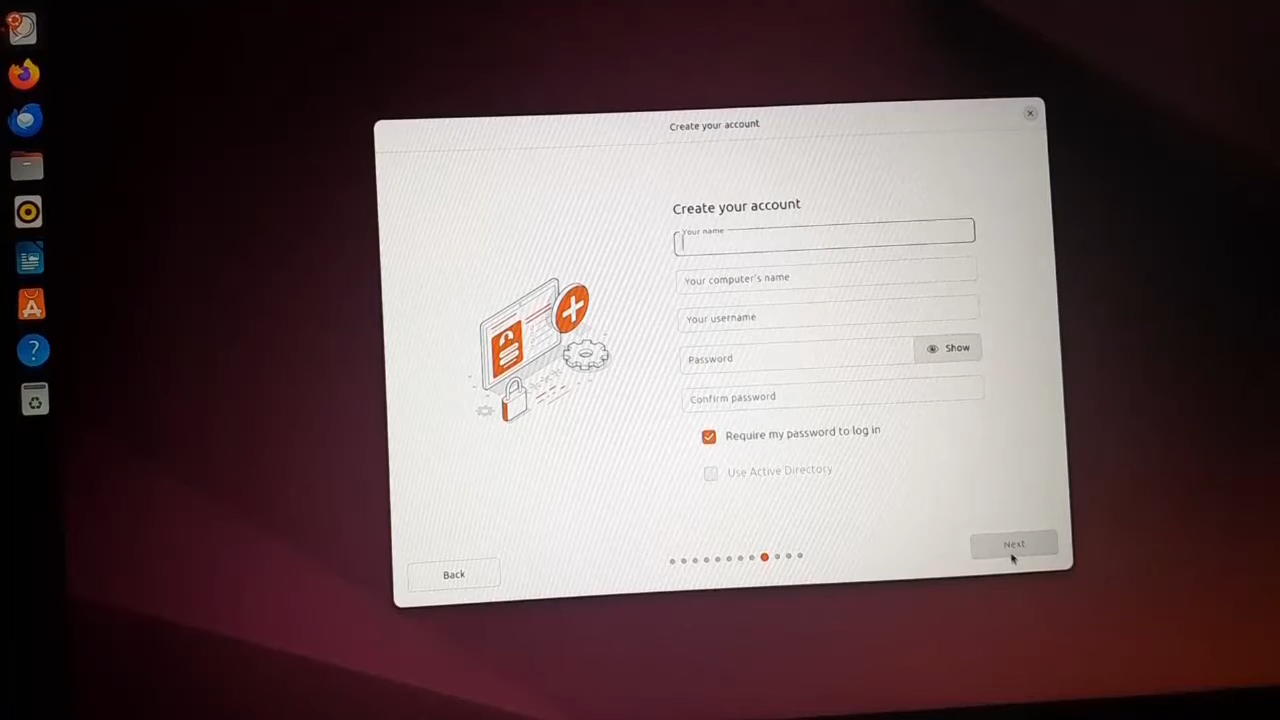 Create your account
Create your account
Your name
Your computer's name
Your username
Password
Show
Confirm password
Require my password to log in
Use Active Directory
Next
Back
?